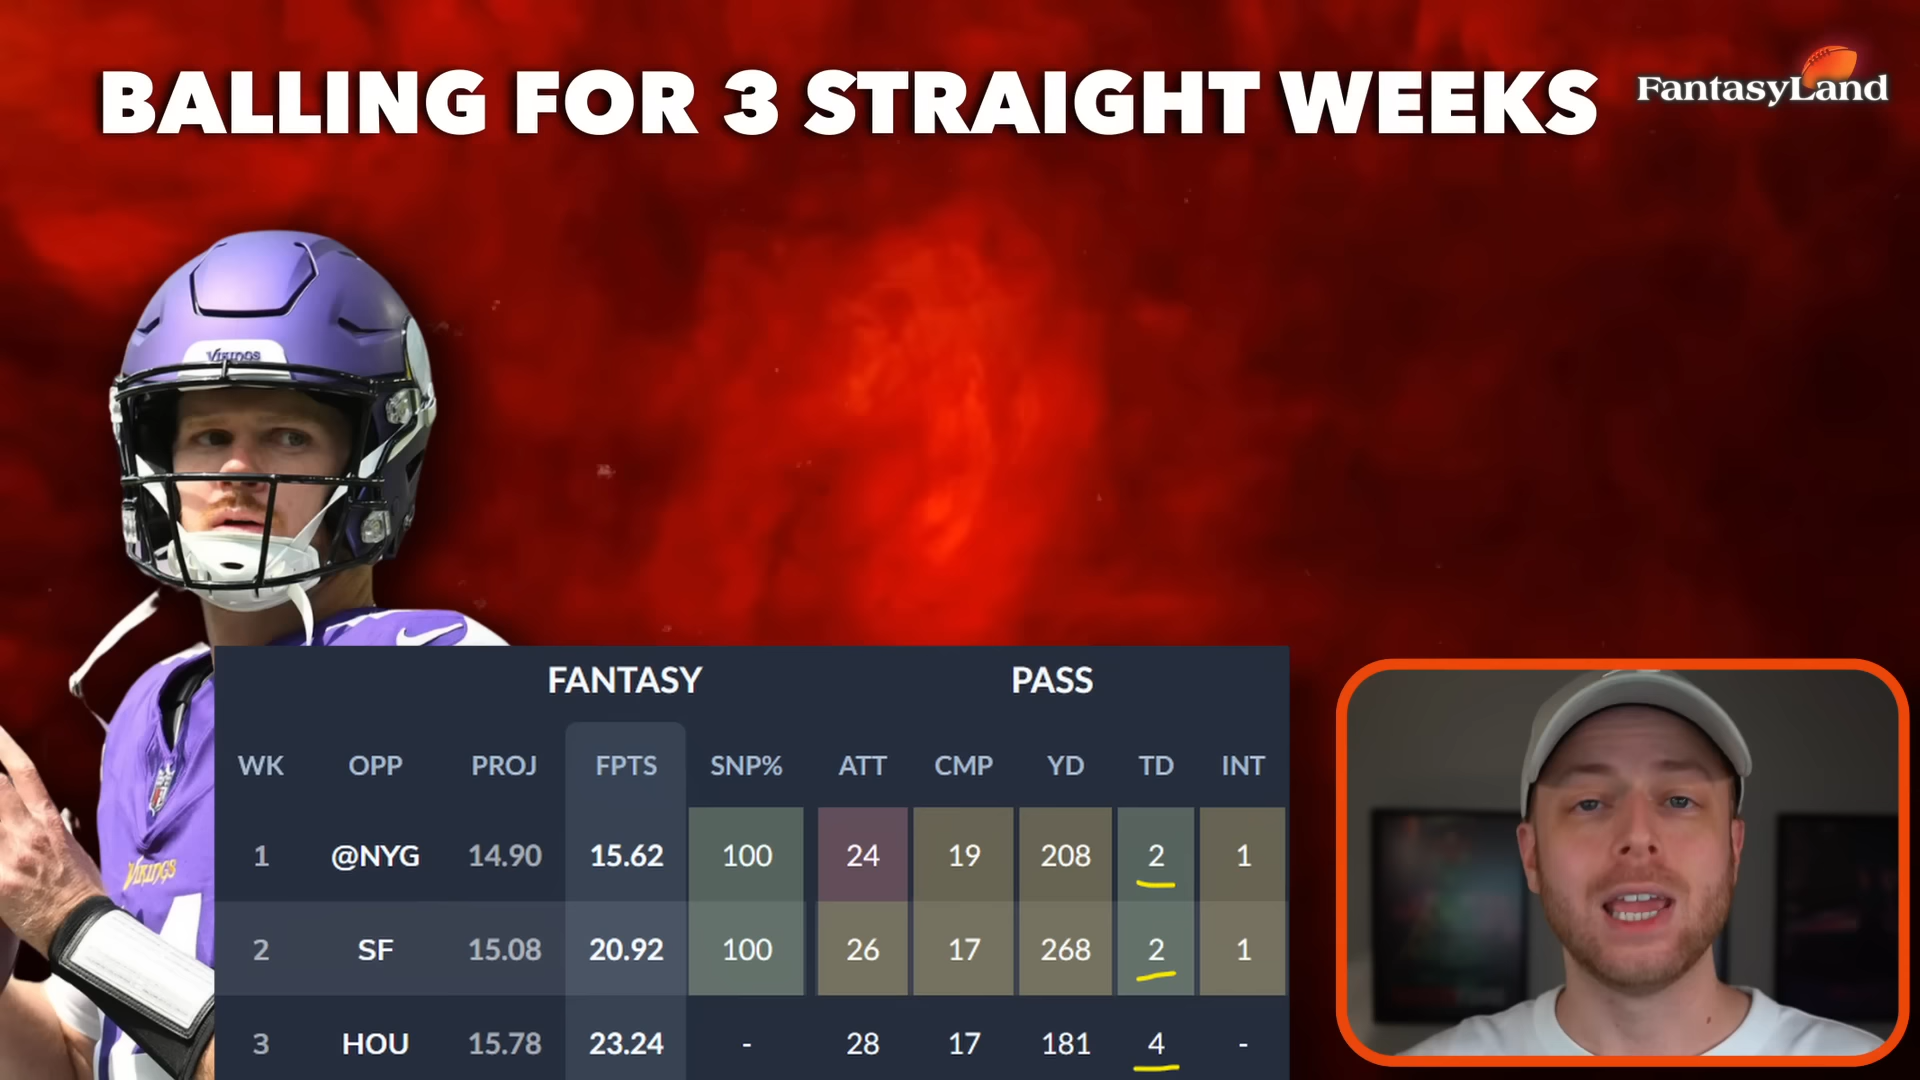 BALLING FOR 3 STRAIGHT WEEKS
FantasyLand
VIKINGS
VIKINGS
FANTASY PASS
WK OPP PROJ FPTS SNP% ATT CMP YD TD INT
1 @NYG 14.90 15.62 100 24 19 208 2 1
2 SF 15.08 20.92 100 26 17 268 2 1
3 HOU 15.78 23.24 - 28 17 181 4 -